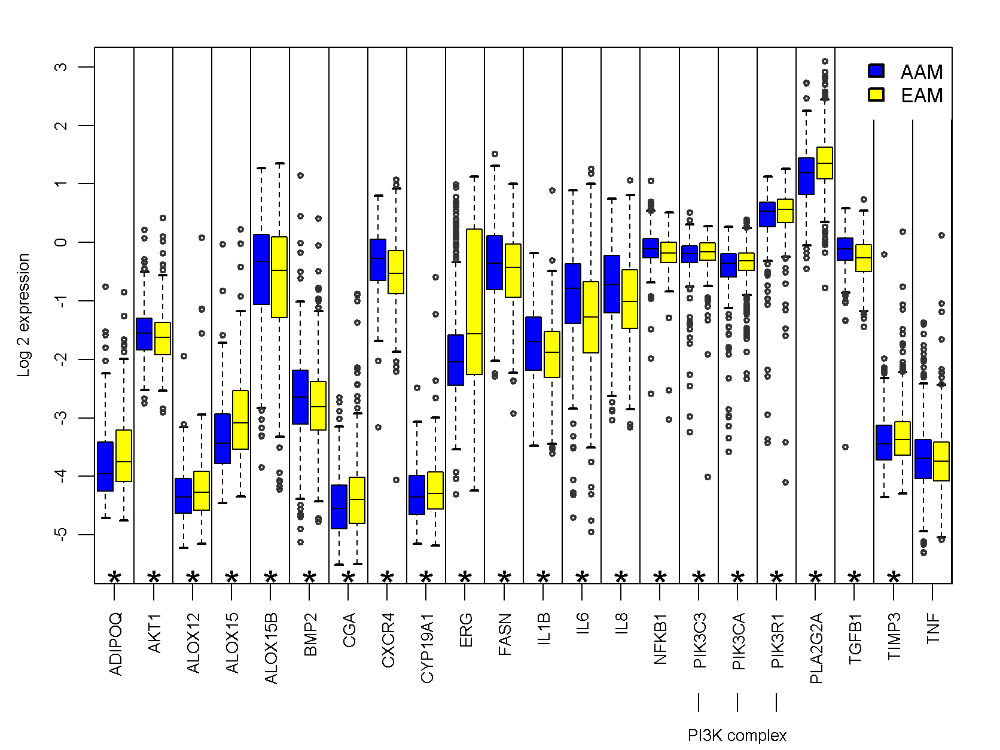 3
2
1
0
-1
-2
-3
-4
-5
Log 2 expression
AAM
EAM
* * * * * * * * * * * * * * * * * * * * *
ADIPOQ
AKT1
ALOX12
ALOX15
ALOX15B
BMP2
CGA
CXCR4
CYP19A1
ERG
FASN
IL1B
IL6
IL8
NFKB1
PIK3C3
PIK3CA
PIK3R1
PLA2G2A
TGFB1
TIMP3
TNF
PI3K complex